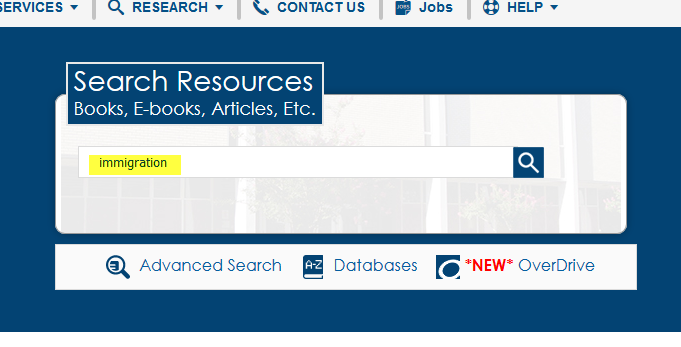 SERVICES RESEARCH CONTACT US JOBS Jobs HELP
Search Resources
Books, E-books, Articles, Etc.
immigration
Advanced Search A-Z Databases *NEW* OverDrive